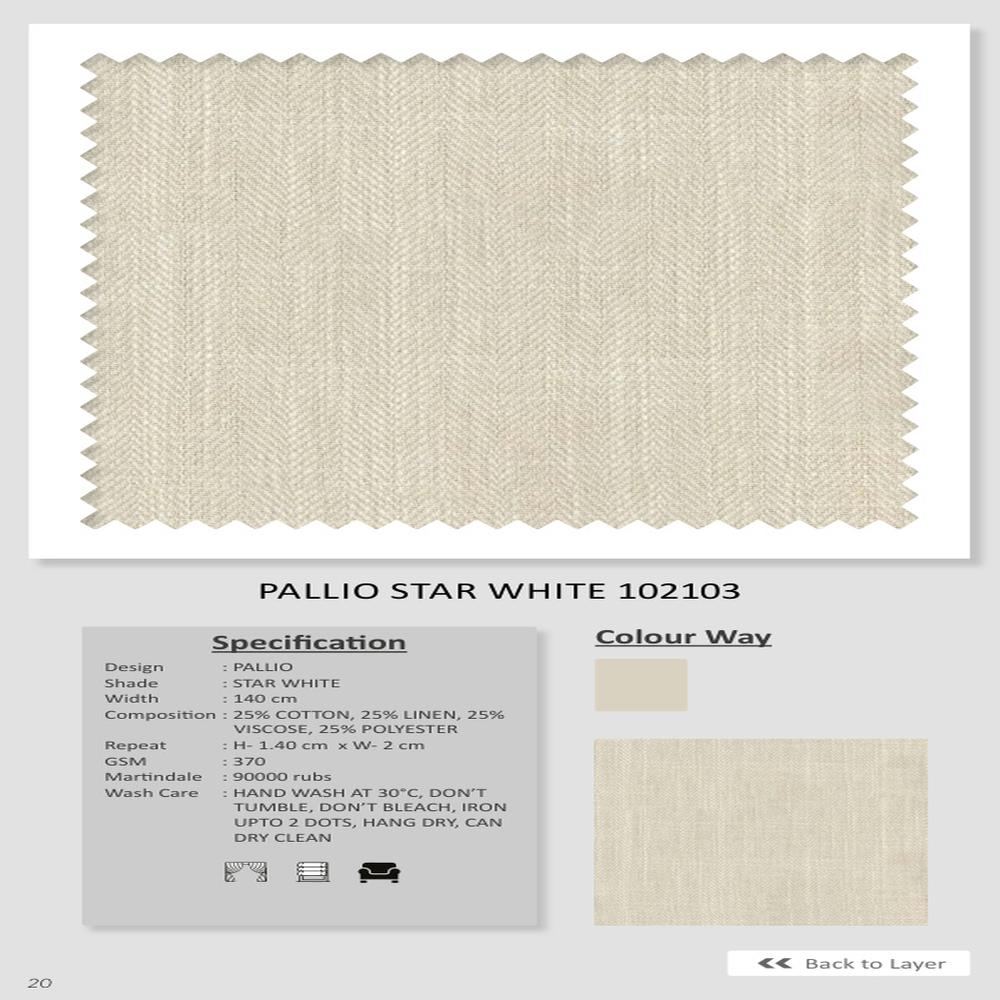 PALLIO STAR WHITE 102103
Specification
Design : PALLIO
Shade : STAR WHITE
Width : 140 cm
Composition : 25% COTTON, 25% LINEN, 25%
VISCOSE, 25% POLYESTER
Repeat : H- 1.40 cm x W- 2 cm
GSM : 370
Martindale : 90000 rubs
Wash Care : HAND WASH AT 30°C, DON’T
TUMBLE, DON’T BLEACH, IRON
UPTO 2 DOTS, HANG DRY, CAN
DRY CLEAN
Colour Way
Back to Layer
20